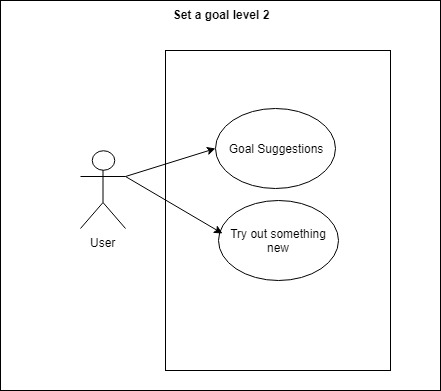 Set a goal level 2
Goal Suggestions
Try out something
new
User